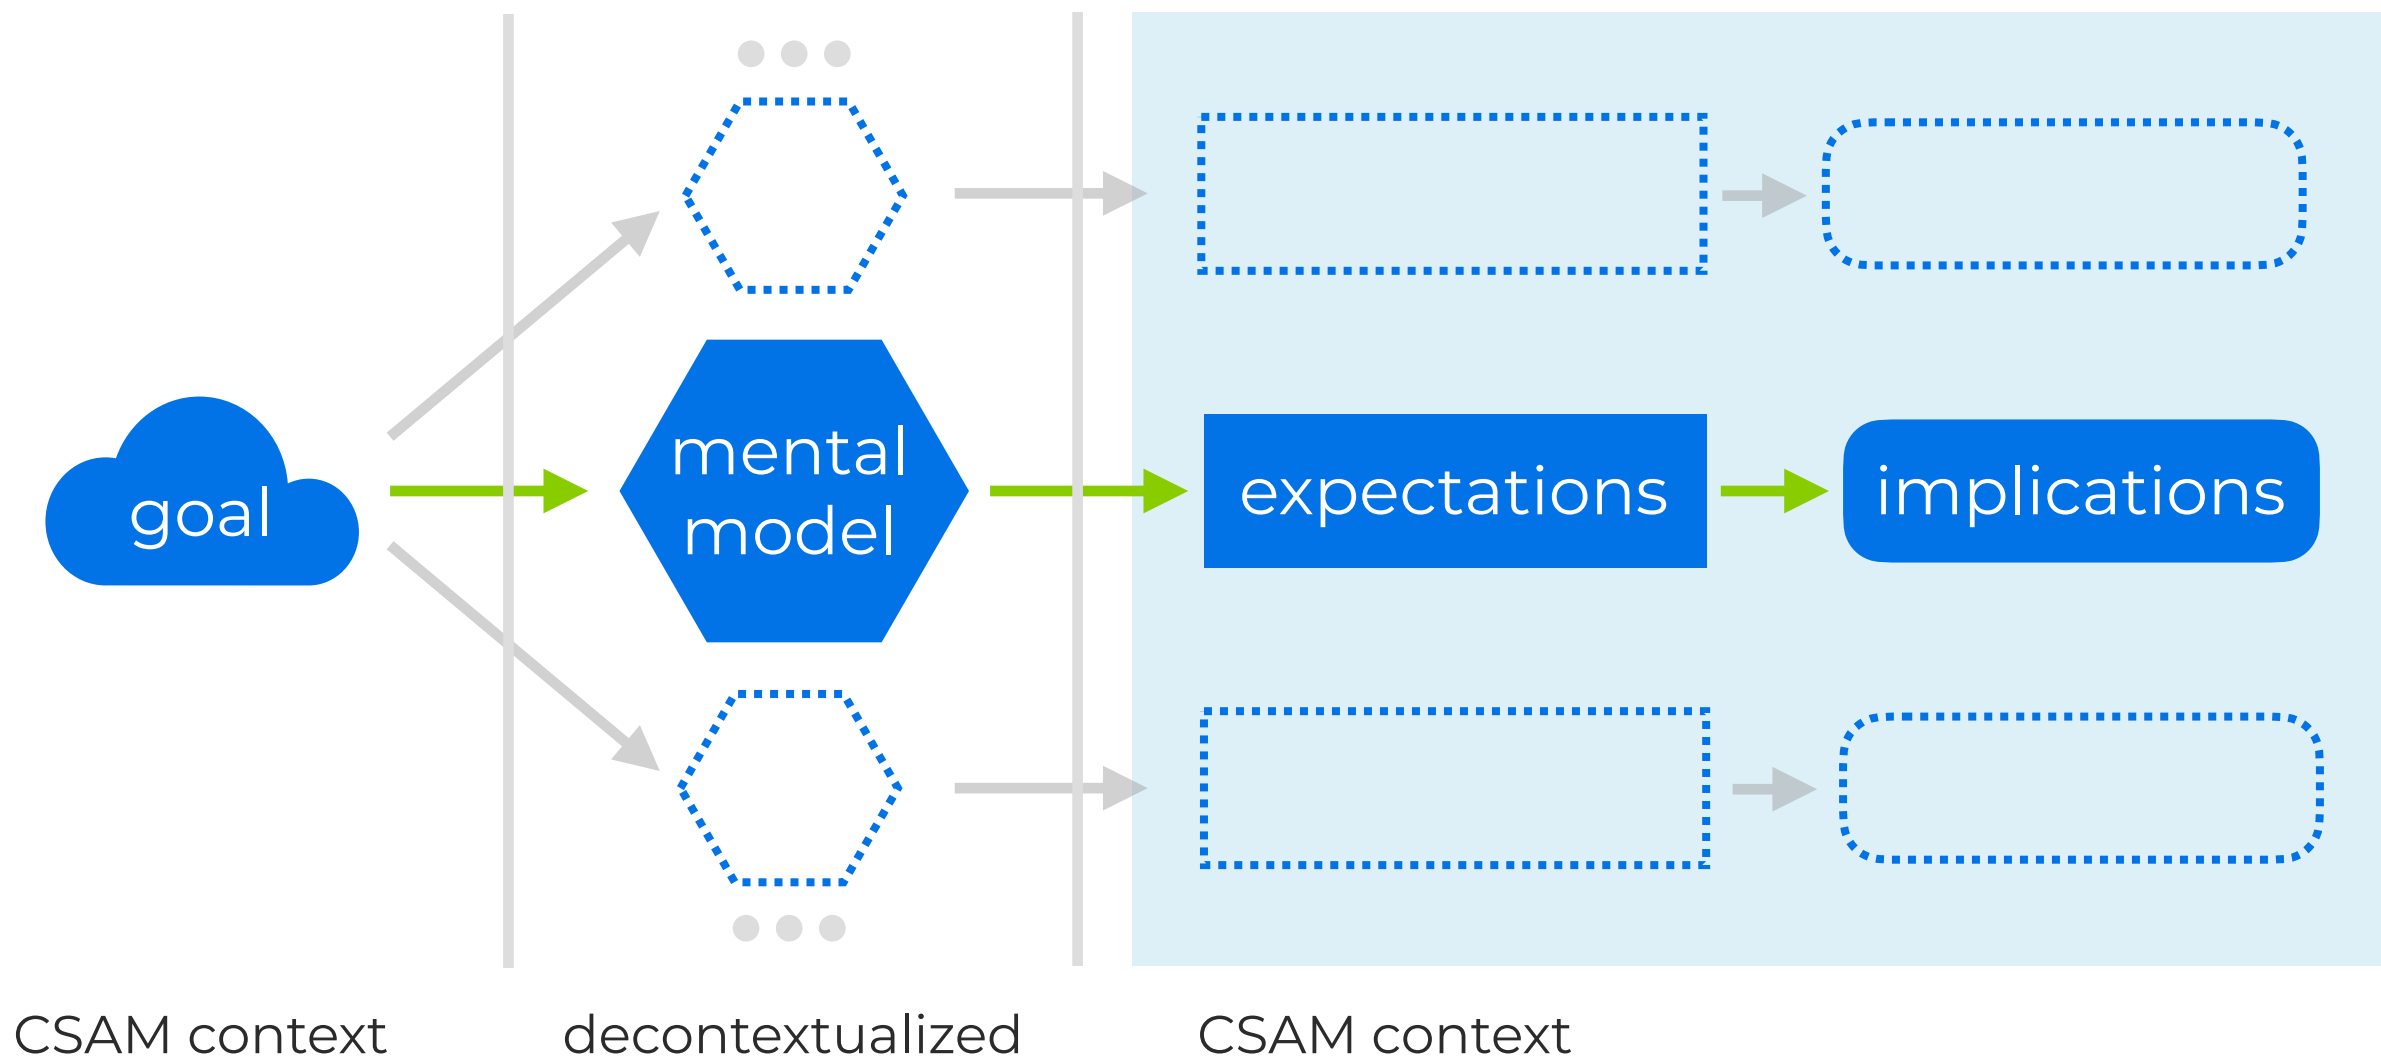 goal
mental
model
expectations
implications
CSAM context
decontextualized
CSAM context